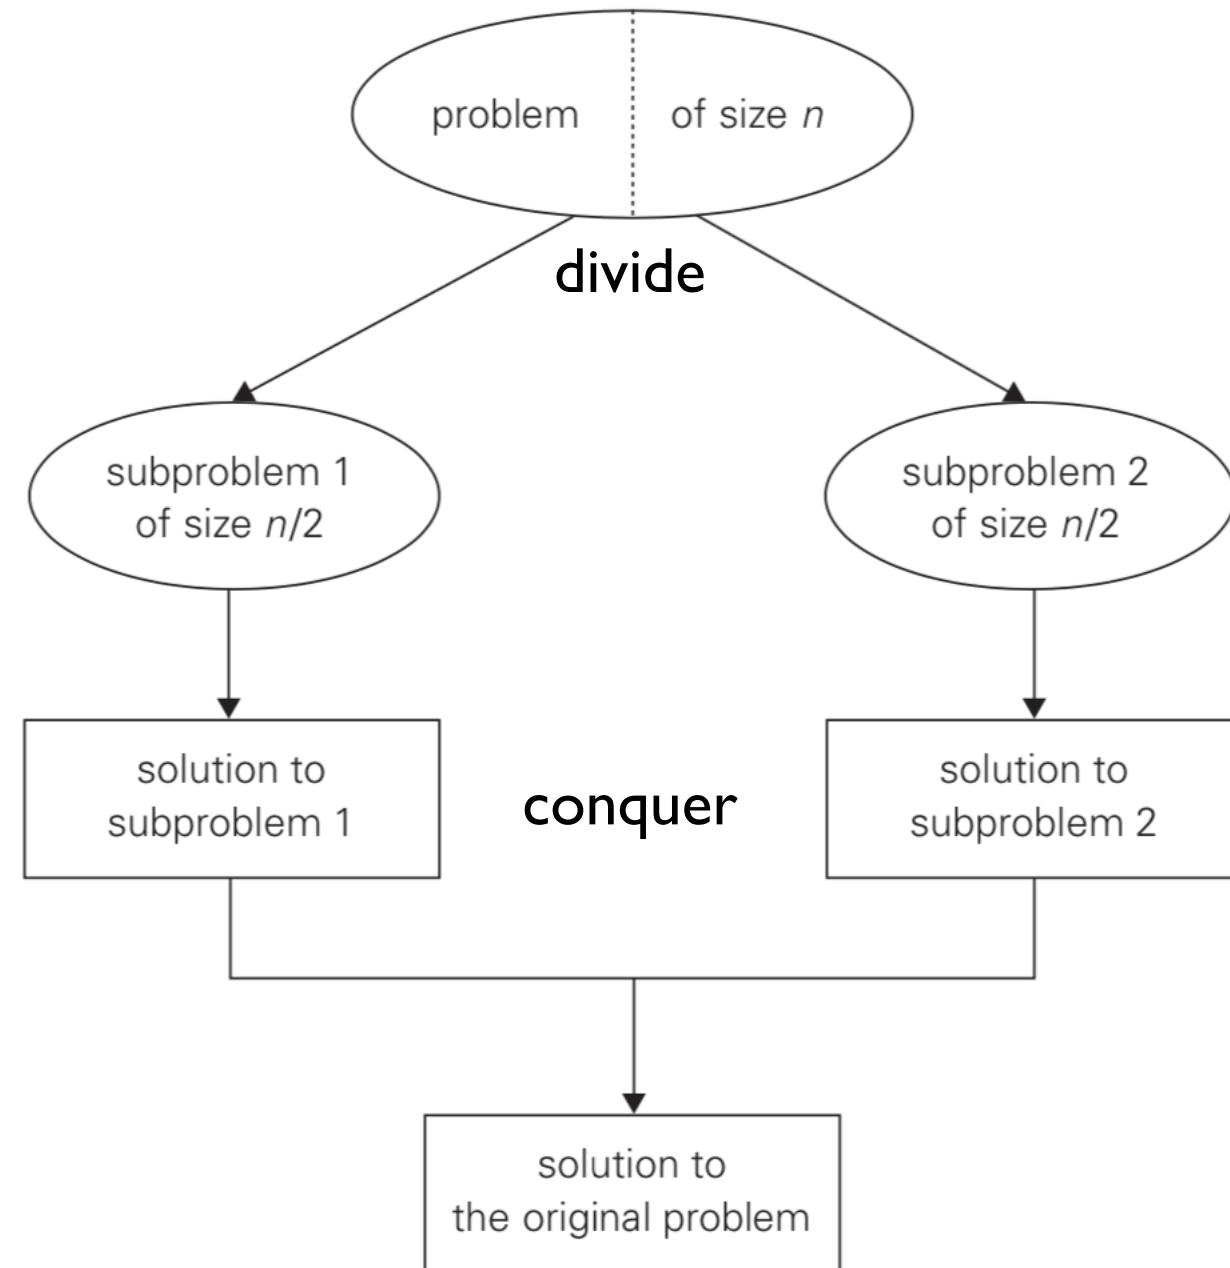 problem of size n
divide
subproblem 1
of size n/2
subproblem 2
of size n/2
solution to
subproblem 1
conquer
solution to
subproblem 2
solution to
the original problem